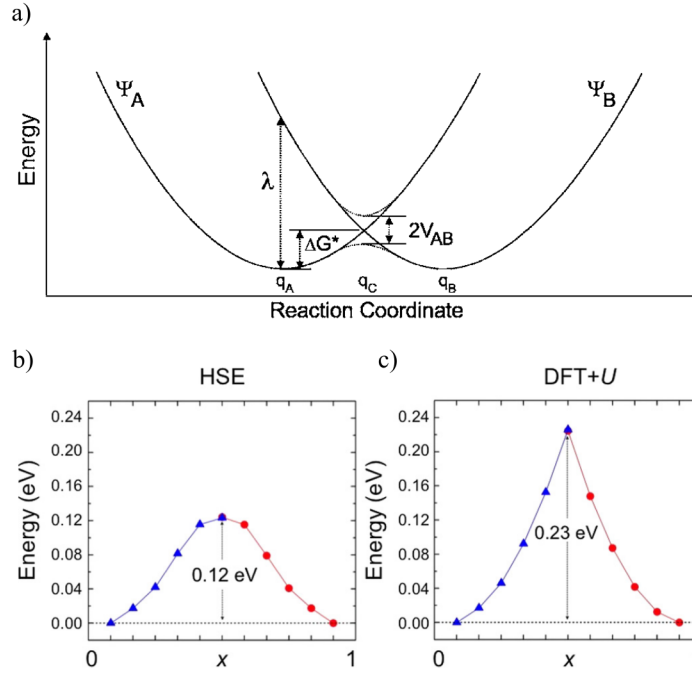 a)
Ψ_A
Ψ_B
Energy
λ
ΔG*
2V_AB
q_A
q_C
q_B
Reaction Coordinate
b)
HSE
Energy (eV)
0.24
0.20
0.16
0.12
0.08
0.04
0.00
0.12 eV
0
x
1
c)
DFT+U
Energy (eV)
0.24
0.20
0.16
0.12
0.08
0.04
0.00
0.23 eV
0
x